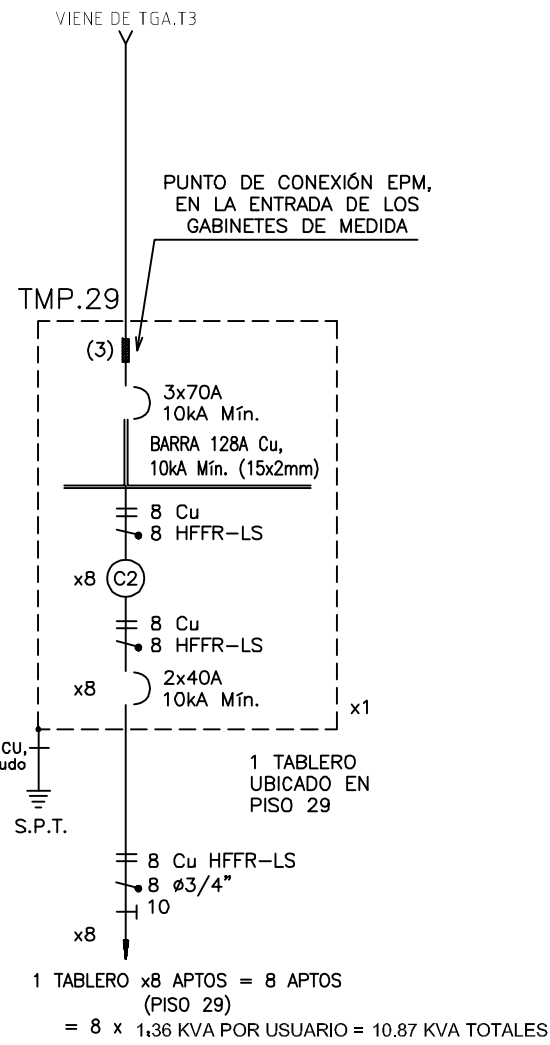 VIENE DE TGA.T3
PUNTO DE CONEXIÓN EPM,
EN LA ENTRADA DE LOS
GABINETES DE MEDIDA
TMP.29
(3)
3x70A
10kA Mín.
BARRA 128A Cu,
10kA Mín. (15x2mm)
8 Cu
8 HFFR-LS
x8
C2
8 Cu
8 HFFR-LS
x8
2x40A
10kA Mín.
x1
CU,
udo
S.P.T.
1 TABLERO
UBICADO EN
PISO 29
8 Cu HFFR-LS
8 ø3/4"
10
x8
1 TABLERO x8 APTOS = 8 APTOS
(PISO 29)
= 8 x 1,36 KVA POR USUARIO = 10,87 KVA TOTALES